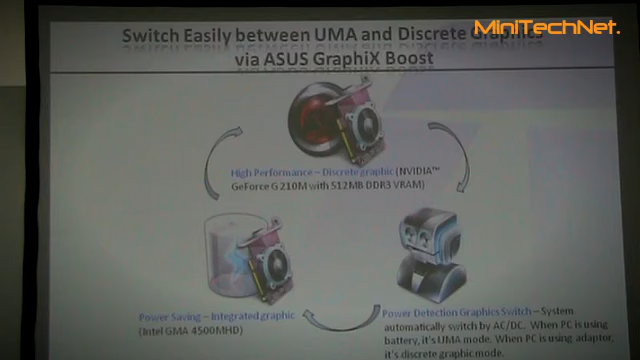 MINITECHNET.
Switch Easily between UMA and Discrete Graphics
via ASUS GraphiX Boost
High Performance – Discrete graphic (NVIDIA™
GeForce G 210M with 512MB DDR3 VRAM)
Power Saving – Integrated graphic
(Intel GMA 4500MHD)
Power Detection Graphics Switch – System
automatically switch by AC/DC. When PC is using
battery, it's UMA mode. When PC is using adaptor,
it's discrete graphic mode.